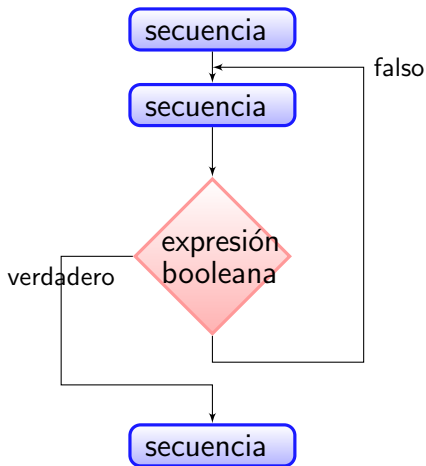 secuencia
falso
secuencia
expresión
booleana
verdadero
secuencia